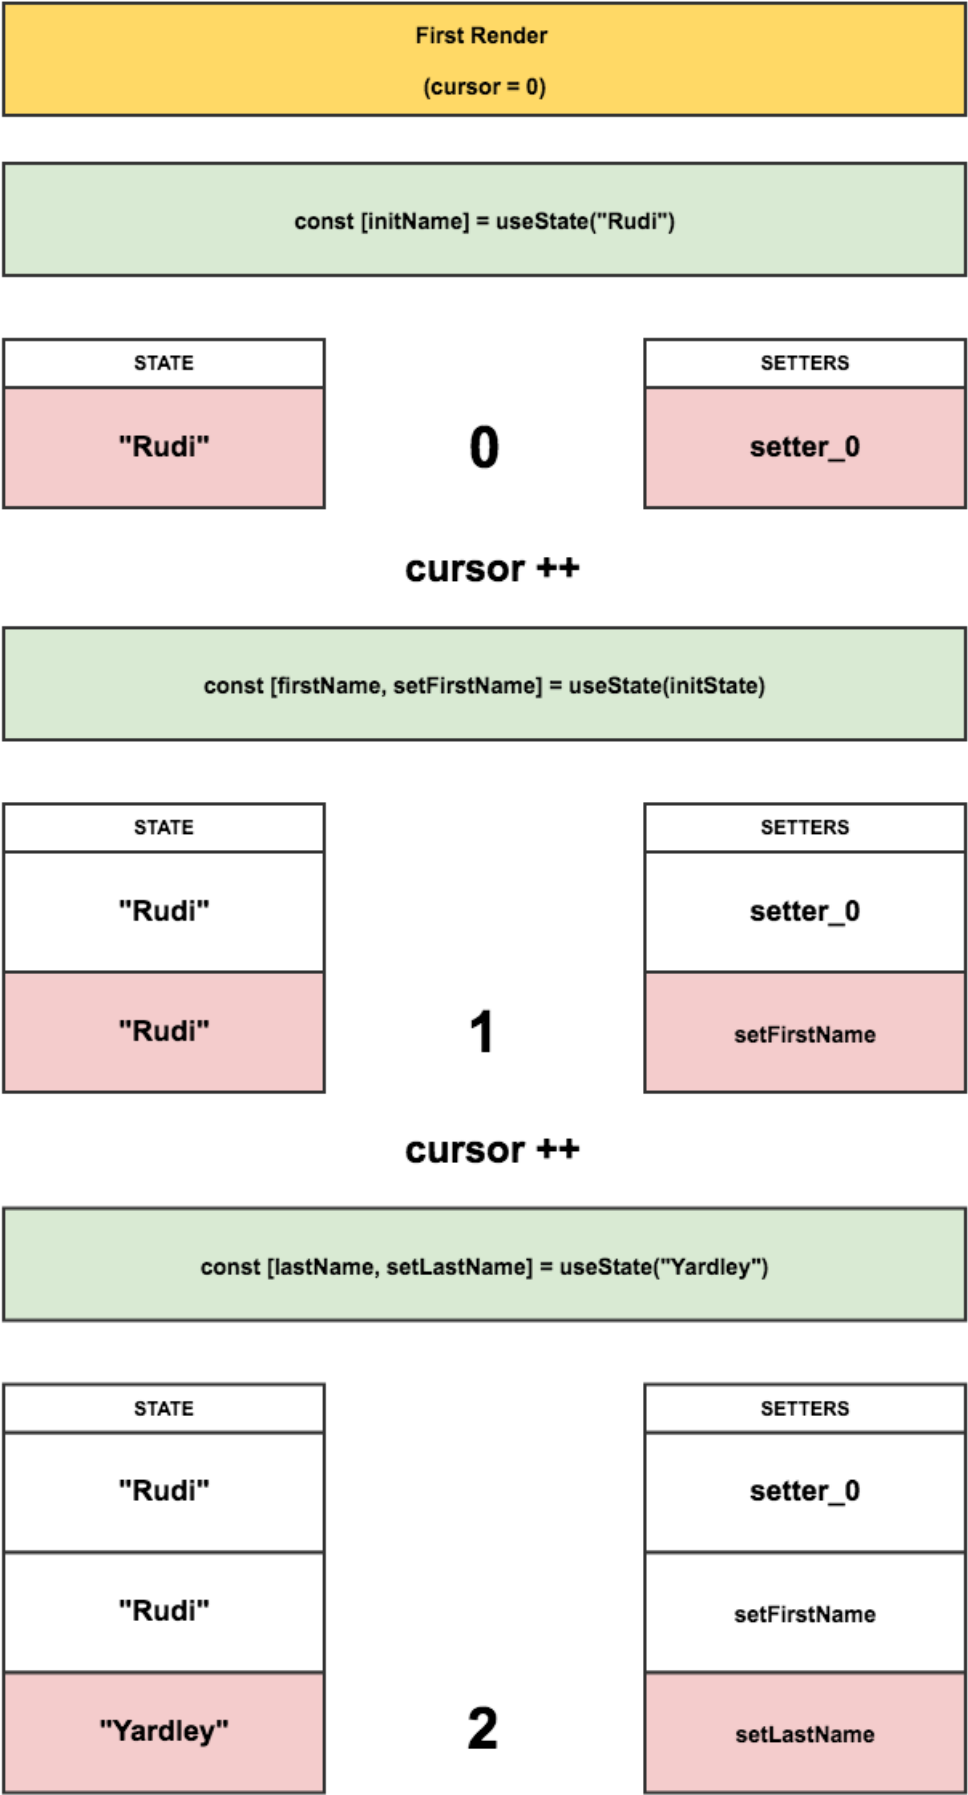 First Render
(cursor = 0)
const [initName] = useState("Rudi")
STATE
SETTERS
"Rudi"
0
setter_0
cursor ++
const [firstName, setFirstName] = useState(initState)
STATE
SETTERS
"Rudi"
setter_0
"Rudi"
1
setFirstName
cursor ++
const [lastName, setLastName] = useState("Yardley")
STATE
SETTERS
"Rudi"
setter_0
"Rudi"
setFirstName
"Yardley"
2
setLastName